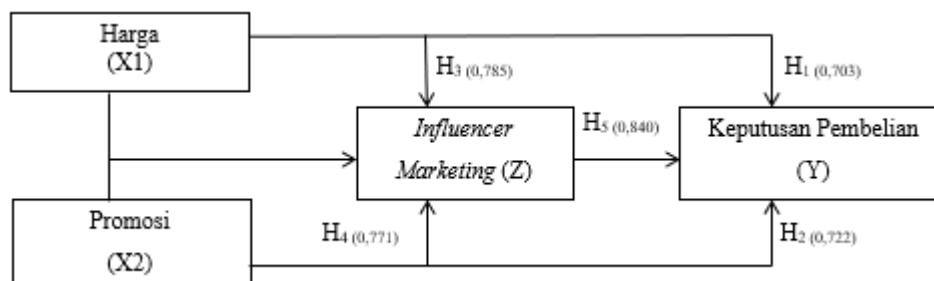 Harga
(X1)
H3 (0,785)
H1 (0,703)
Influencer
Marketing (Z)
H5 (0,840)
Keputusan Pembelian
(Y)
Promosi
(X2)
H4 (0,771)
H2 (0,722)